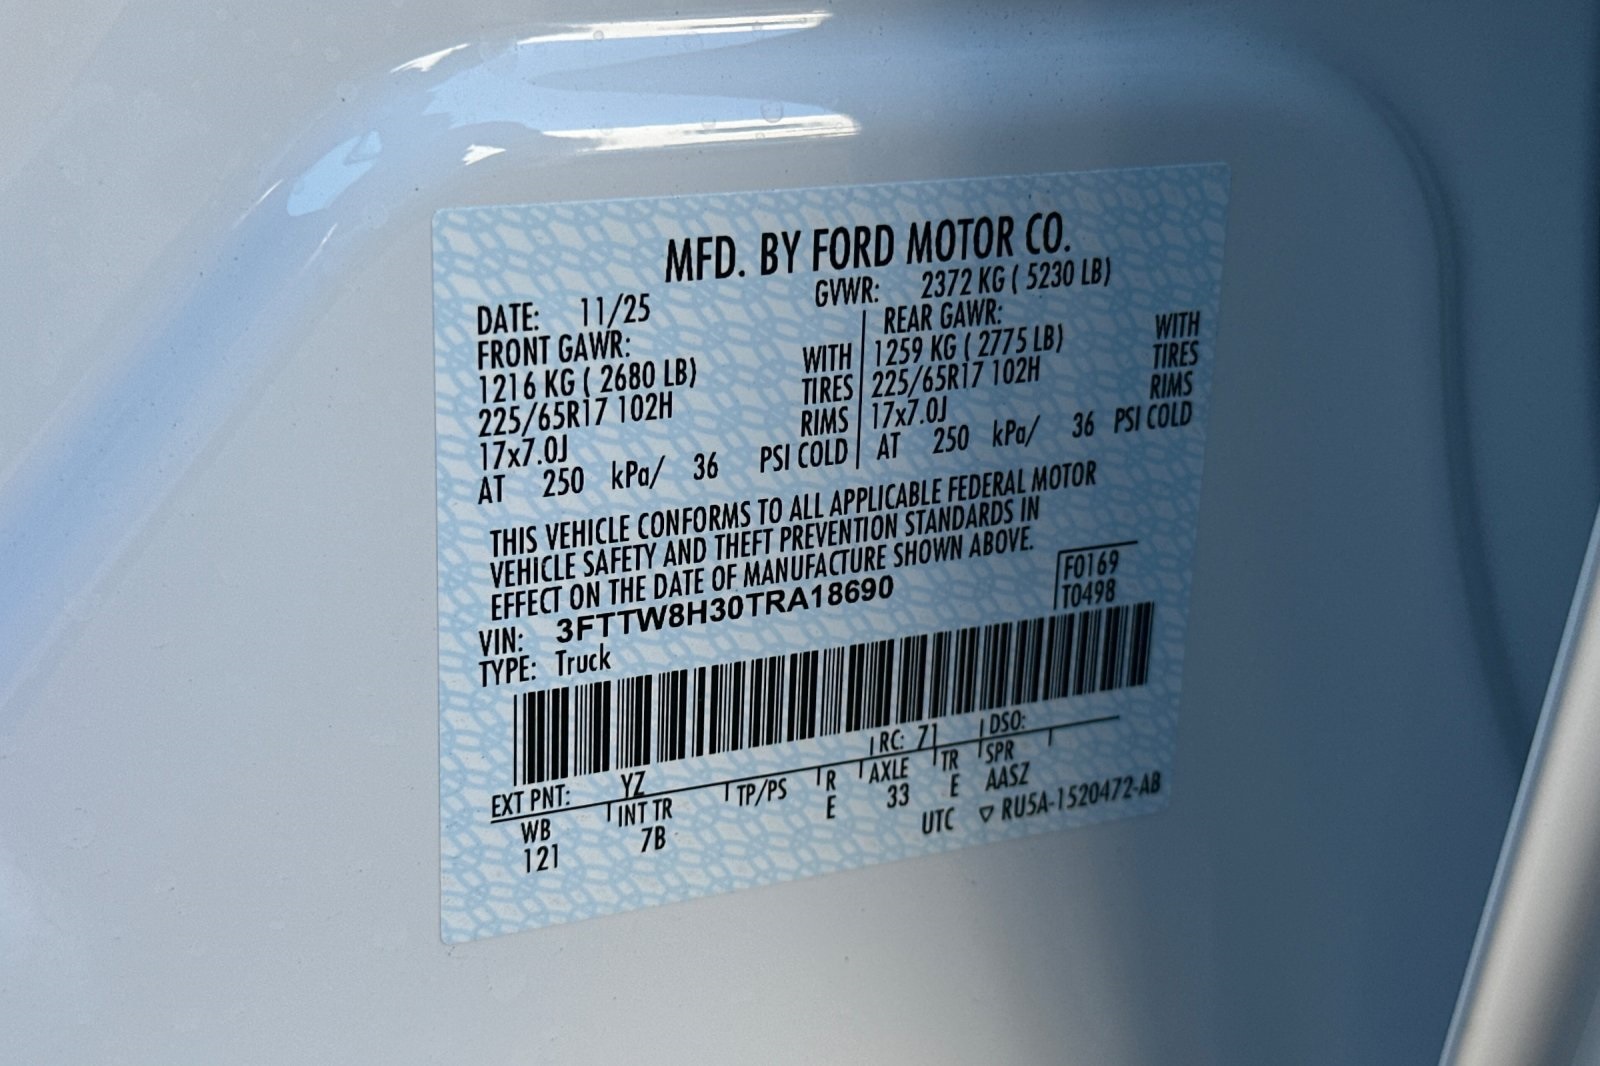 MFD. BY FORD MOTOR CO.
DATE: 11/25 GVWR: 2372 KG ( 5230 LB)
FRONT GAWR: REAR GAWR:
1216 KG ( 2680 LB) WITH 1259 KG ( 2775 LB) WITH
225/65R17 102H TIRES 225/65R17 102H TIRES
17x7.0J RIMS 17x7.0J RIMS
AT 250 kPa/ 36 PSI COLD AT 250 kPa/ 36 PSI COLD
THIS VEHICLE CONFORMS TO ALL APPLICABLE FEDERAL MOTOR
VEHICLE SAFETY AND THEFT PREVENTION STANDARDS IN
EFFECT ON THE DATE OF MANUFACTURE SHOWN ABOVE.
F0169
VIN: 3FTTW8H30TRA18690 T0498
TYPE: Truck
EXT PNT: YZ RC: 71 DSO:
WB INT TR TP/PS R AXLE TR SPR
121 7B E 33 E AASZ
UTC ▽ RU5A-1520472-AB